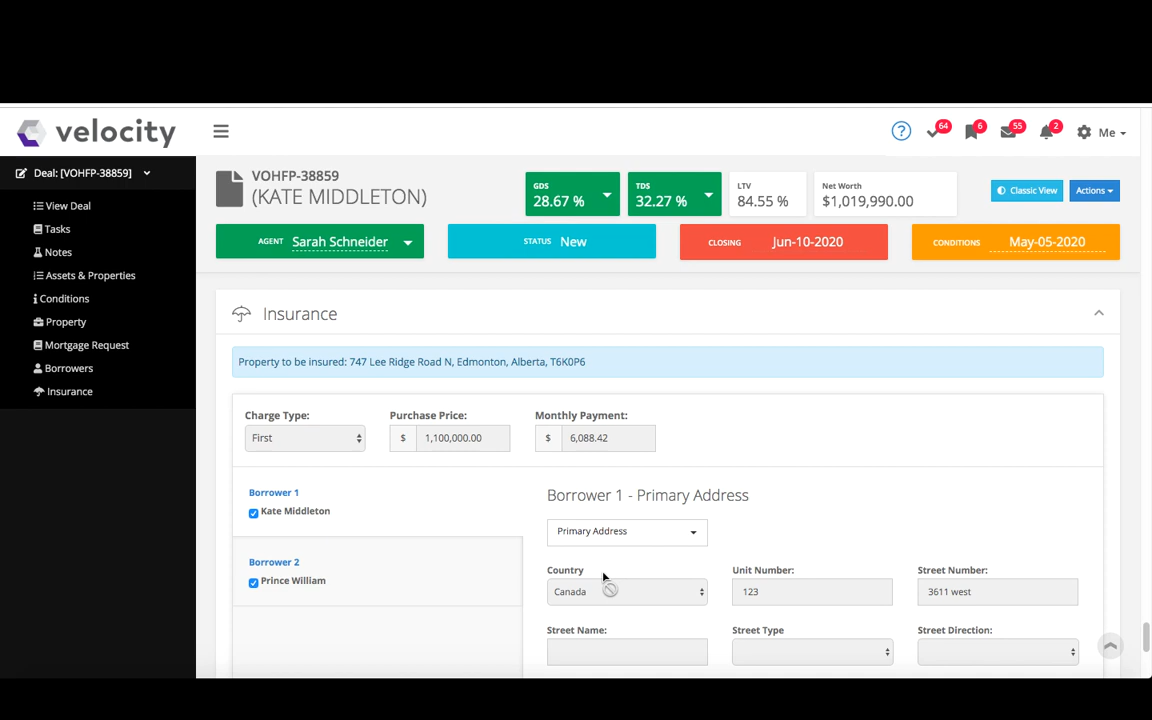 velocity
64 6 55 2 Me
Deal: [VOHFP-38859]
View Deal
Tasks
Notes
Assets & Properties
Conditions
Property
Mortgage Request
Borrowers
Insurance
VOHFP-38859
(KATE MIDDLETON)
GDS
28.67 %
TDS
32.27 %
LTV
84.55 %
Net Worth
$1,019,990.00
Classic View
Actions
AGENT Sarah Schneider
STATUS New
CLOSING Jun-10-2020
CONDITIONS May-05-2020
Insurance
Property to be insured: 747 Lee Ridge Road N, Edmonton, Alberta, T6K0P6
Charge Type: Purchase Price: Monthly Payment:
First $ 1,100,000.00 $ 6,088.42
Borrower 1
Kate Middleton
Borrower 2
Prince William
Borrower 1 - Primary Address
Primary Address
Country Unit Number: Street Number:
Canada 123 3611 west
Street Name: Street Type Street Direction: